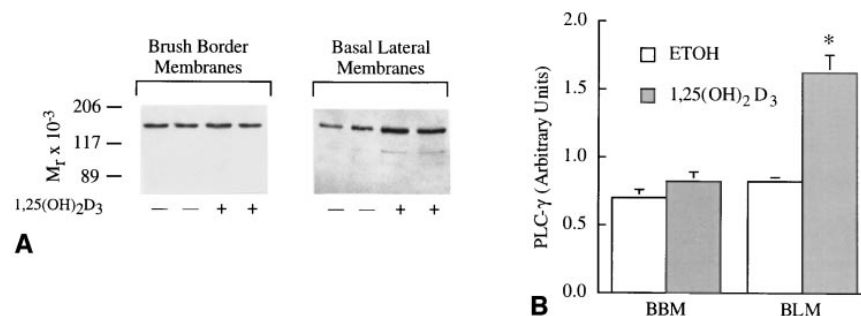 Brush Border
Membranes
Basal Lateral
Membranes
M_r x 10⁻³
206 —
117 —
89 —
1,25(OH)₂D₃ — — + + — — + +
A
PLC-γ (Arbitrary Units)
2.0
1.5
1.0
0.5
0.0
ETOH
1,25(OH)₂ D₃
*
BBM BLM
B